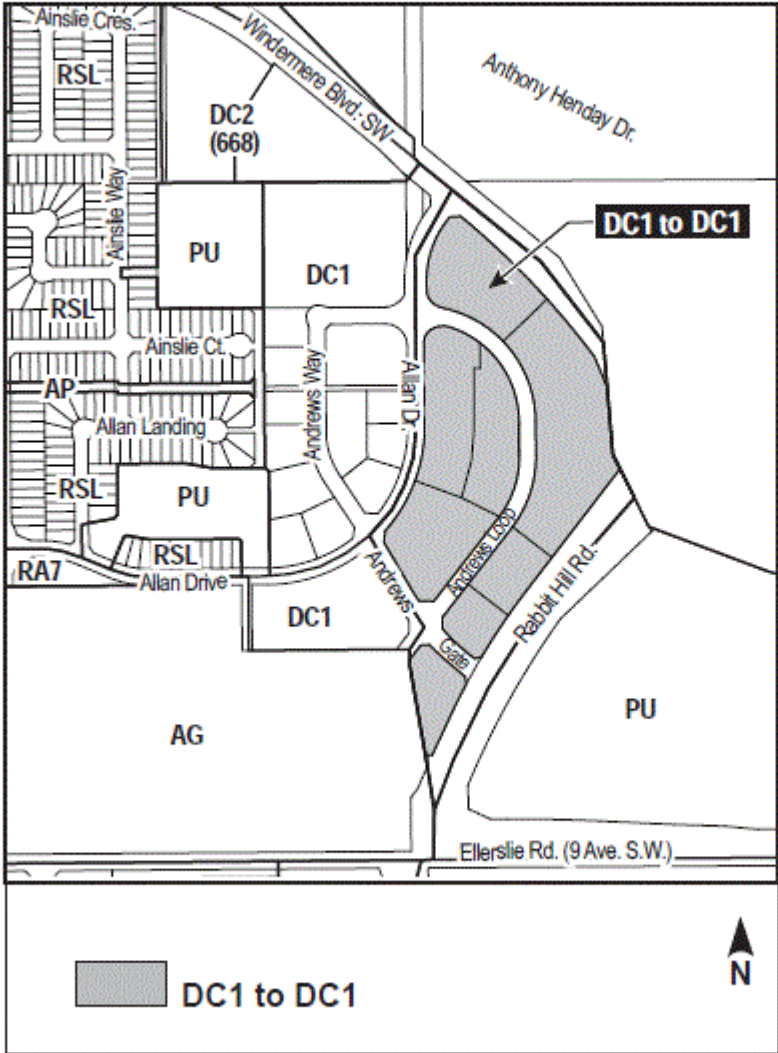 Ainslie Cres.
RSL
Windermere Blvd. SW
Anthony Henday Dr.
DC2
(668)
Ainslie Way
DC1 to DC1
PU
DC1
RSL
Ainslie Ct.
Andrews Way
Allan Dr.
AP
Allan Landing
RSL
PU
Andrews Loop
RSL
RA7
Allan Drive
Andrews
Rabbit Hill Rd.
DC1
Gate
PU
AG
Ellerslie Rd. (9 Ave. S.W.)
DC1 to DC1
N